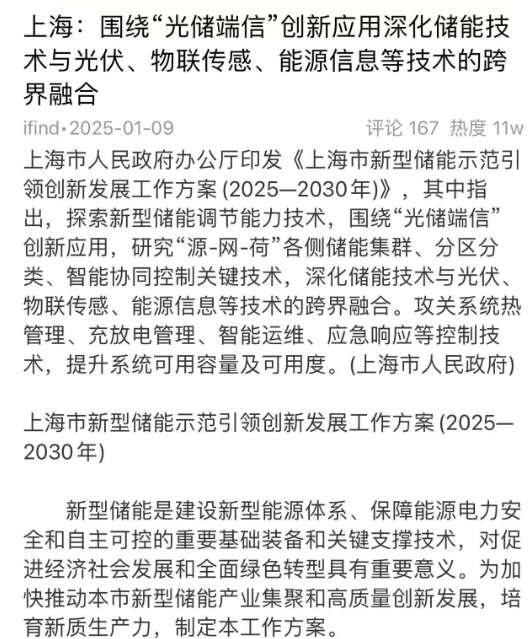 上海：围绕“光储端信”创新应用深化储能技
术与光伏、物联传感、能源信息等技术的跨
界融合
ifind•2025-01-09 评论 167 热度 11w
上海市人民政府办公厅印发《上海市新型储能示范引
领创新发展工作方案(2025—2030年)》，其中指
出，探索新型储能调节能力技术，围绕“光储端信”
创新应用，研究“源-网-荷”各侧储能集群、分区分
类、智能协同控制关键技术，深化储能技术与光伏、
物联传感、能源信息等技术的跨界融合。攻关系统热
管理、充放电管理、智能运维、应急响应等控制技
术，提升系统可用容量及可用度。(上海市人民政府)
上海市新型储能示范引领创新发展工作方案(2025—
2030年)
新型储能是建设新型能源体系、保障能源电力安
全和自主可控的重要基础装备和关键支撑技术，对促
进经济社会发展和全面绿色转型具有重要意义。为加
快推动本市新型储能产业集聚和高质量创新发展，培
育新质生产力，制定本工作方案。